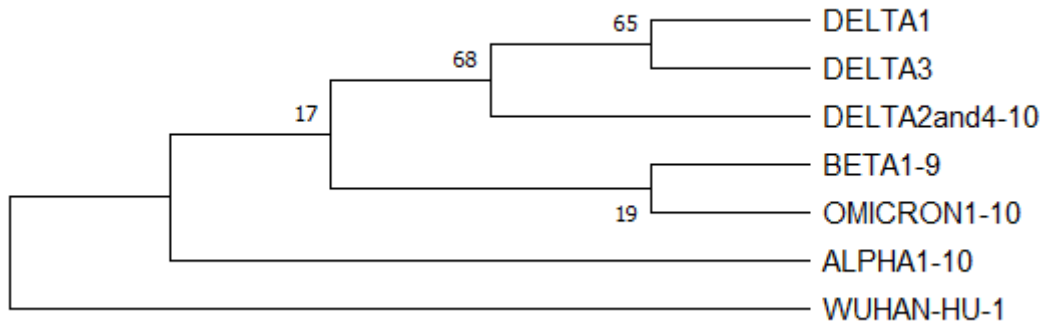 65
DELTA1
68
DELTA3
17
DELTA2and4-10
BETA1-9
19
OMICRON1-10
ALPHA1-10
WUHAN-HU-1